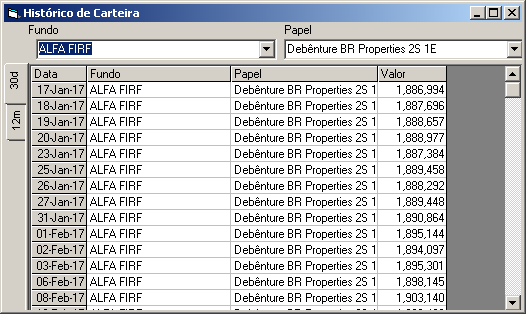 Histórico de Carteira
Fundo Papel
ALFA FIRF Debênture BR Properties 2S 1E
30d
12m
Data Fundo Papel Valor
17-Jan-17 ALFA FIRF Debênture BR Properties 2S 1 1,886,994
18-Jan-17 ALFA FIRF Debênture BR Properties 2S 1 1,887,696
19-Jan-17 ALFA FIRF Debênture BR Properties 2S 1 1,888,657
20-Jan-17 ALFA FIRF Debênture BR Properties 2S 1 1,888,977
23-Jan-17 ALFA FIRF Debênture BR Properties 2S 1 1,887,384
25-Jan-17 ALFA FIRF Debênture BR Properties 2S 1 1,889,458
26-Jan-17 ALFA FIRF Debênture BR Properties 2S 1 1,888,292
27-Jan-17 ALFA FIRF Debênture BR Properties 2S 1 1,889,448
31-Jan-17 ALFA FIRF Debênture BR Properties 2S 1 1,890,864
01-Feb-17 ALFA FIRF Debênture BR Properties 2S 1 1,895,144
02-Feb-17 ALFA FIRF Debênture BR Properties 2S 1 1,894,097
03-Feb-17 ALFA FIRF Debênture BR Properties 2S 1 1,895,301
06-Feb-17 ALFA FIRF Debênture BR Properties 2S 1 1,898,145
08-Feb-17 ALFA FIRF Debênture BR Properties 2S 1 1,903,140